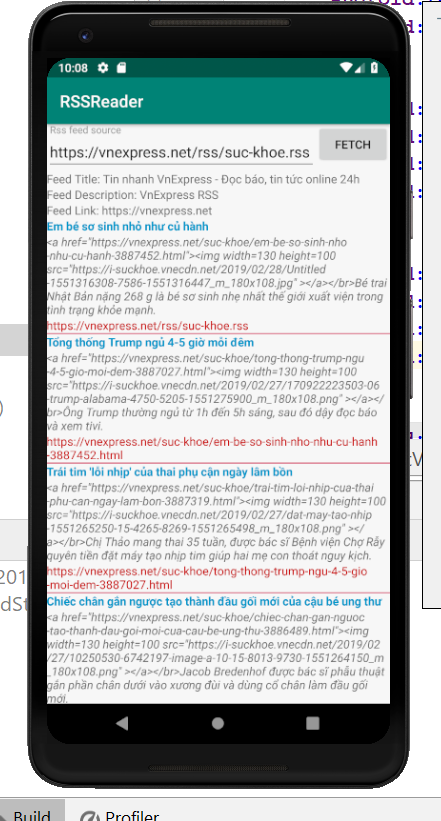 10:08
RSSReader
Rss feed source
https://vnexpress.net/rss/suc-khoe.rss
FETCH
Feed Title: Tin nhanh VnExpress - Đọc báo, tin tức online 24h
Feed Description: VnExpress RSS
Feed Link: https://vnexpress.net
Em bé sơ sinh nhỏ như củ hành
<a href="https://vnexpress.net/suc-khoe/em-be-so-sinh-nho
-nhu-cu-hanh-3887452.html"><img width=130 height=100
src="https://i-suckhoe.vnecdn.net/2019/02/28/Untitled
-1551316308-7586-1551316447_m_180x108.jpg" ></a></br>Bé trai
Nhật Bản nặng 268 g là bé sơ sinh nhẹ nhất thế giới xuất viện trong
tình trạng khỏe mạnh.
https://vnexpress.net/rss/suc-khoe.rss
Tổng thống Trump ngủ 4-5 giờ mỗi đêm
<a href="https://vnexpress.net/suc-khoe/tong-thong-trump-ngu
-4-5-gio-moi-dem-3887027.html"><img width=130 height=100
src="https://i-suckhoe.vnecdn.net/2019/02/27/170922223503-06
-trump-alabama-4750-5205-1551275900_m_180x108.png" ></a></
br>Ông Trump thường ngủ từ 1h đến 5h sáng, sau đó dậy đọc báo
và xem tivi.
https://vnexpress.net/suc-khoe/em-be-so-sinh-nho-nhu-cu-hanh
-3887452.html
Trái tim 'lỗi nhịp' của thai phụ cận ngày lâm bồn
<a href="https://vnexpress.net/suc-khoe/trai-tim-loi-nhip-cua-thai
-phu-can-ngay-lam-bon-3887319.html"><img width=130 height=100
src="https://i-suckhoe.vnecdn.net/2019/02/27/dat-may-tao-nhip
-1551265250-15-4265-8269-1551265498_m_180x108.png" ></
a></br>Chị Thảo mang thai 35 tuần, được bác sĩ Bệnh viện Chợ Rẫy
quyên tiền đặt máy tạo nhịp tim giúp hai mẹ con thoát nguy kịch.
https://vnexpress.net/suc-khoe/tong-thong-trump-ngu-4-5-gio
-moi-dem-3887027.html
Chiếc chân gắn ngược tạo thành đầu gối mới của cậu bé ung thư
<a href="https://vnexpress.net/suc-khoe/chiec-chan-gan-nguoc
-tao-thanh-dau-goi-moi-cua-cau-be-ung-thu-3886489.html"><img
width=130 height=100 src="https://i-suckhoe.vnecdn.net/2019/02
/27/10250530-6742197-image-a-10-15-8013-9730-1551264150_m
_180x108.png" ></a></br>Jacob Bredenhof được bác sĩ phẫu thuật
gắn phần chân dưới vào xương đùi và dùng cổ chân làm đầu gối
mới.
Build
Profiler